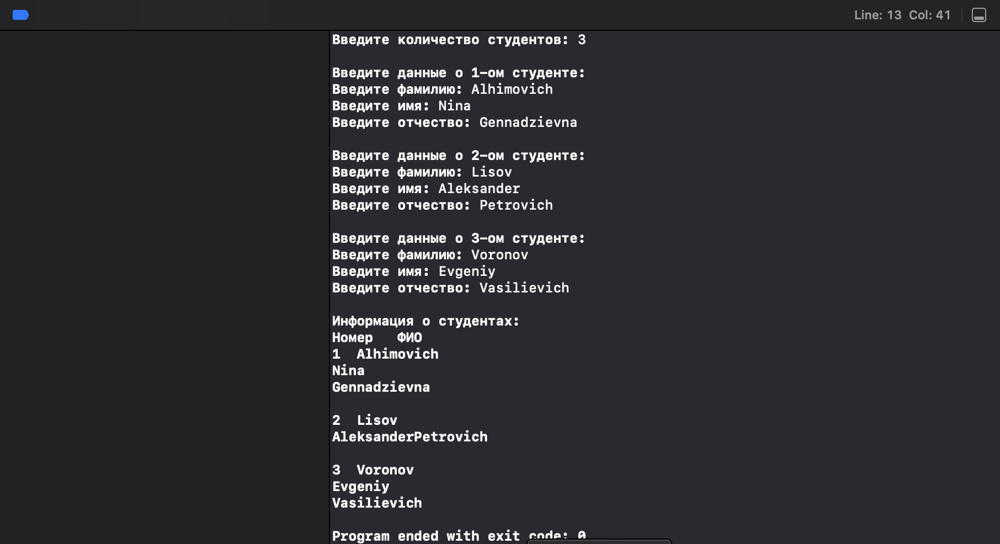 Line: 13 Col: 41
Введите количество студентов: 3
Введите данные о 1-ом студенте:
Введите фамилию: Alhimovich
Введите имя: Nina
Введите отчество: Gennadzievna
Введите данные о 2-ом студенте:
Введите фамилию: Lisov
Введите имя: Aleksander
Введите отчество: Petrovich
Введите данные о 3-ом студенте:
Введите фамилию: Voronov
Введите имя: Evgeniy
Введите отчество: Vasilievich
Информация о студентах:
Номер ФИО
1 Alhimovich
Nina
Gennadzievna
2 Lisov
AleksanderPetrovich
3 Voronov
Evgeniy
Vasilievich
Program ended with exit code: 0